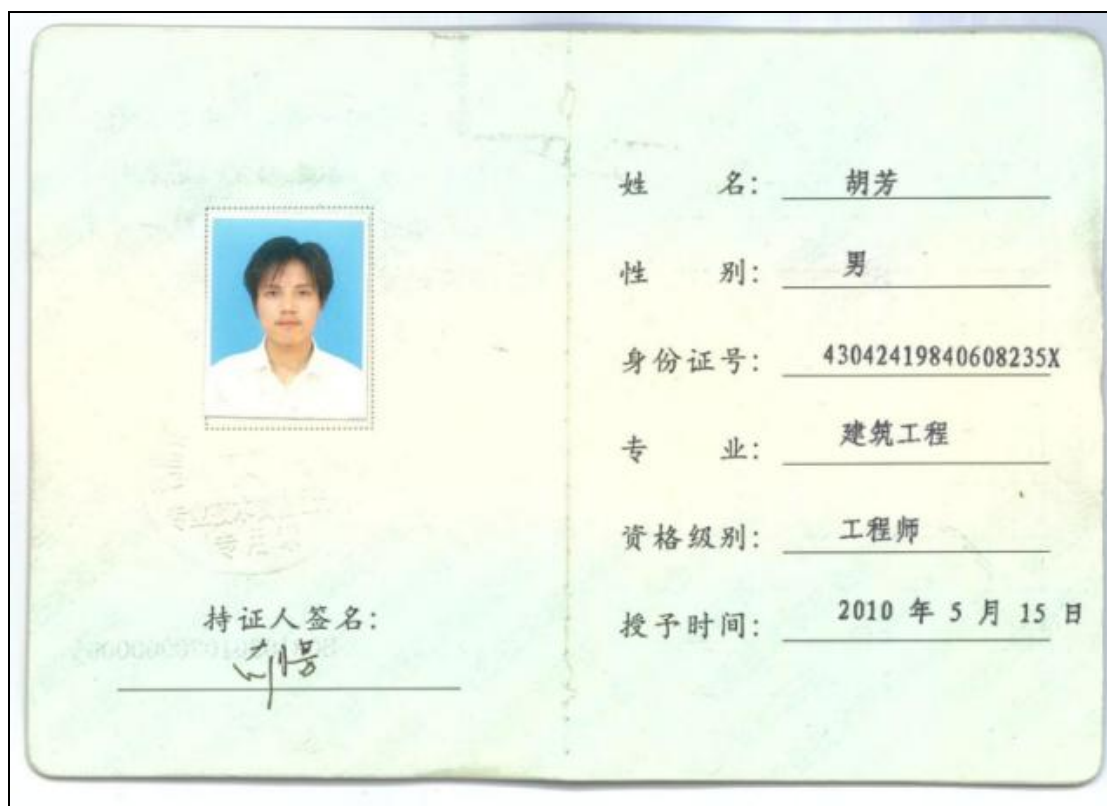 持证人签名:
姓 名: 胡芳
性 别: 男
身份证号: 43042419840608235X
专 业: 建筑工程
资格级别: 工程师
授予时间: 2010 年 5 月 15 日